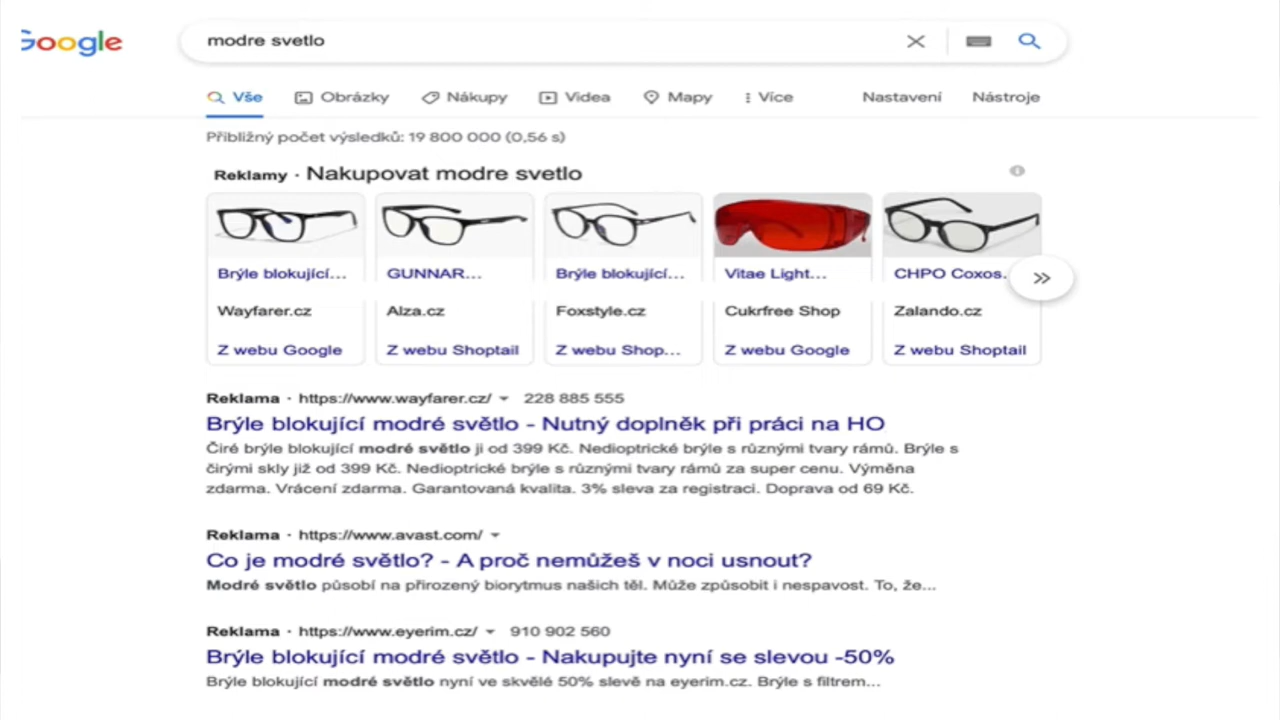 Google
modre svetlo
Vše Obrázky Nákupy Videa Mapy Více Nastavení Nástroje
Přibližný počet výsledků: 19 800 000 (0,56 s)
Reklamy · Nakupovat modre svetlo
Brýle blokující... GUNNAR... Brýle blokující... Vitae Light... CHPO Coxos.
Wayfarer.cz Alza.cz Foxstyle.cz Cukrfree Shop Zalando.cz
Z webu Google Z webu Shoptail Z webu Shop... Z webu Google Z webu Shoptail
Reklama · https://www.wayfarer.cz/ 228 885 555
Brýle blokující modré světlo - Nutný doplněk při práci na HO
Čiré brýle blokující modré světlo ji od 399 Kč. Nedioptrické brýle s různými tvary rámů. Brýle s
čirými skly již od 399 Kč. Nedioptrické brýle s různými tvary rámů za super cenu. Výměna
zdarma. Vrácení zdarma. Garantovaná kvalita. 3% sleva za registraci. Doprava od 69 Kč.
Reklama · https://www.avast.com/
Co je modré světlo? - A proč nemůžeš v noci usnout?
Modré světlo působí na přirozený biorytmus našich těl. Může způsobit i nespavost. To, že...
Reklama · https://www.eyerim.cz/ 910 902 560
Brýle blokující modré světlo - Nakupujte nyní se slevou -50%
Brýle blokující modré světlo nyní ve skvělé 50% slevě na eyerim.cz. Brýle s filtrem...